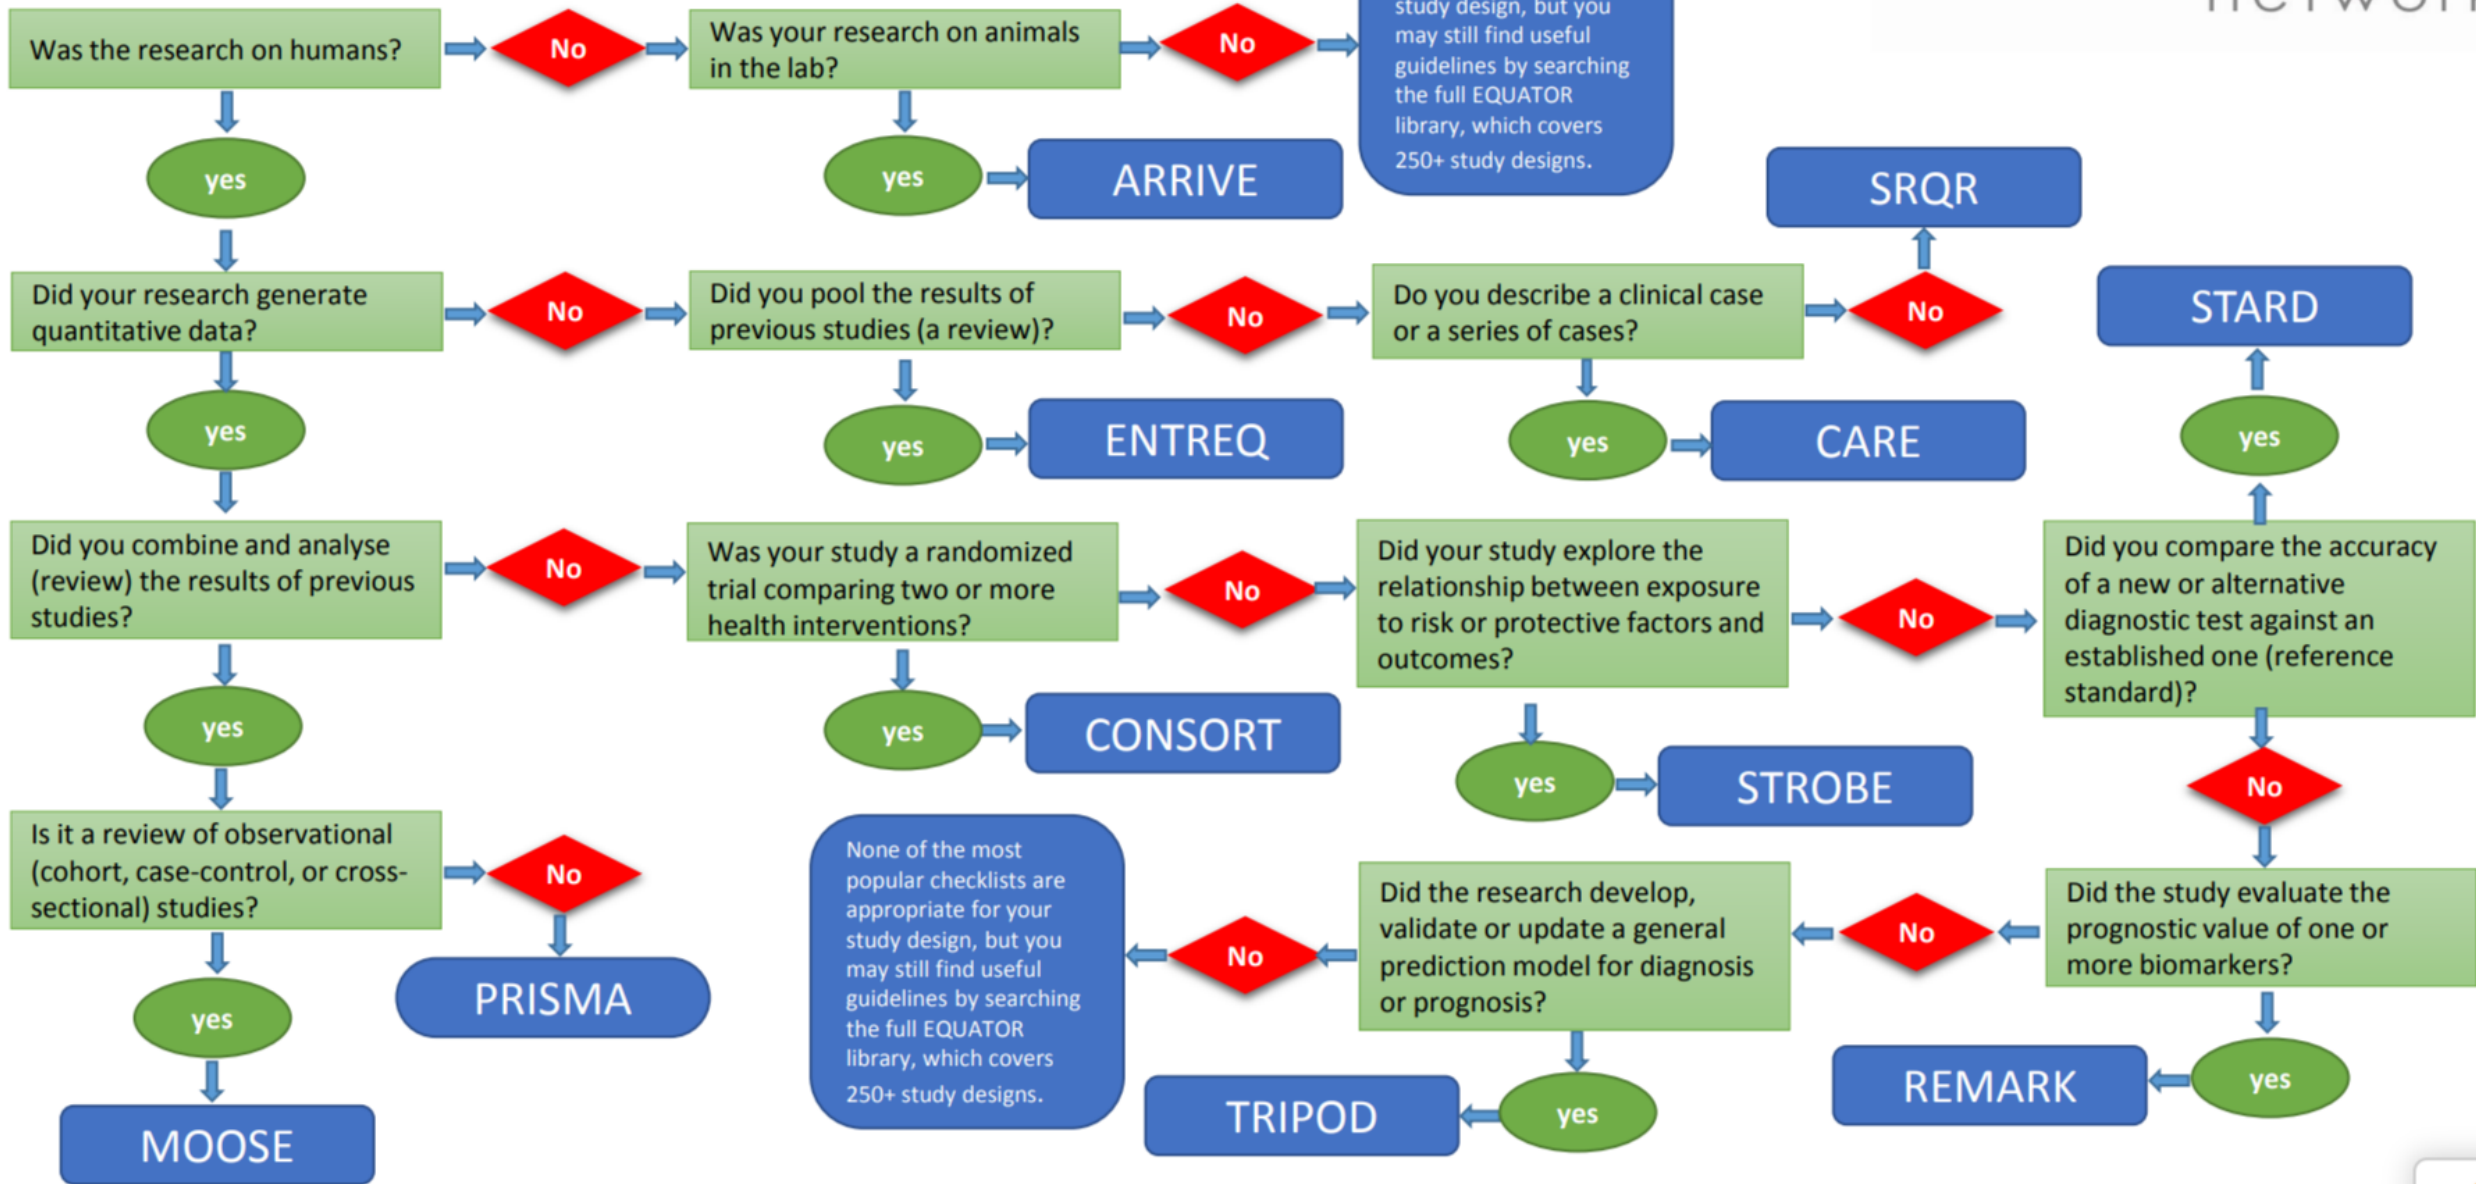 Was the research on humans?
No
Was your research on animals
in the lab?
No
study design, but you
may still find useful
guidelines by searching
the full EQUATOR
library, which covers
250+ study designs.
yes
yes
ARRIVE
SRQR
Did your research generate
quantitative data?
No
Did you pool the results of
previous studies (a review)?
No
Do you describe a clinical case
or a series of cases?
No
STARD
yes
yes
ENTREQ
yes
CARE
yes
Did you combine and analyse
(review) the results of previous
studies?
No
Was your study a randomized
trial comparing two or more
health interventions?
No
Did your study explore the
relationship between exposure
to risk or protective factors and
outcomes?
No
Did you compare the accuracy
of a new or alternative
diagnostic test against an
established one (reference
standard)?
yes
yes
CONSORT
yes
STROBE
No
Is it a review of observational
(cohort, case-control, or cross-
sectional) studies?
No
PRISMA
None of the most
popular checklists are
appropriate for your
study design, but you
may still find useful
guidelines by searching
the full EQUATOR
library, which covers
250+ study designs.
No
Did the research develop,
validate or update a general
prediction model for diagnosis
or prognosis?
No
Did the study evaluate the
prognostic value of one or
more biomarkers?
yes
MOOSE
TRIPOD
yes
REMARK
yes